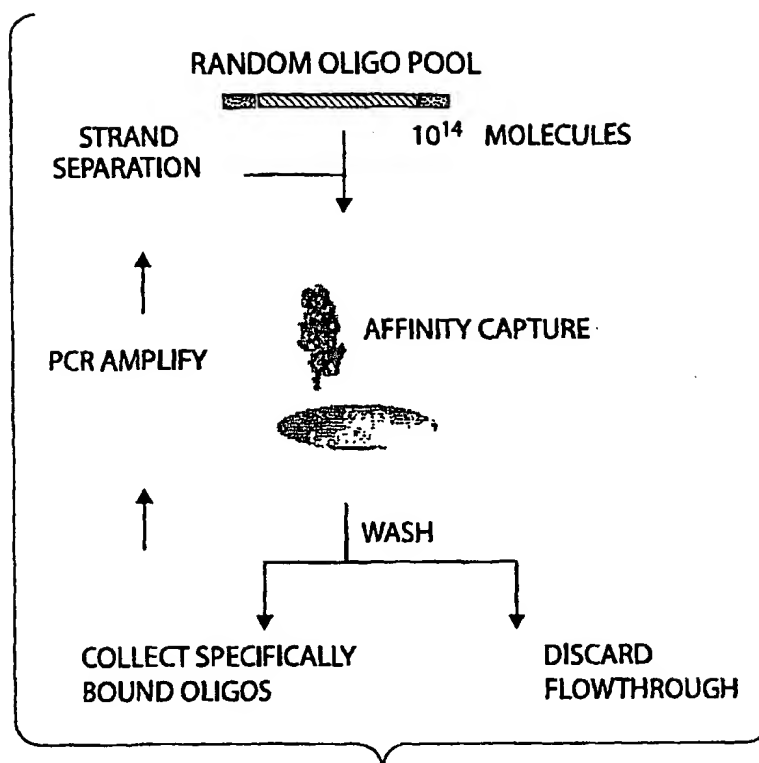 RANDOM OLIGO POOL
10¹⁴ MOLECULES
STRAND
SEPARATION
AFFINITY CAPTURE
PCR AMPLIFY
WASH
COLLECT SPECIFICALLY
BOUND OLIGOS
DISCARD
FLOWTHROUGH